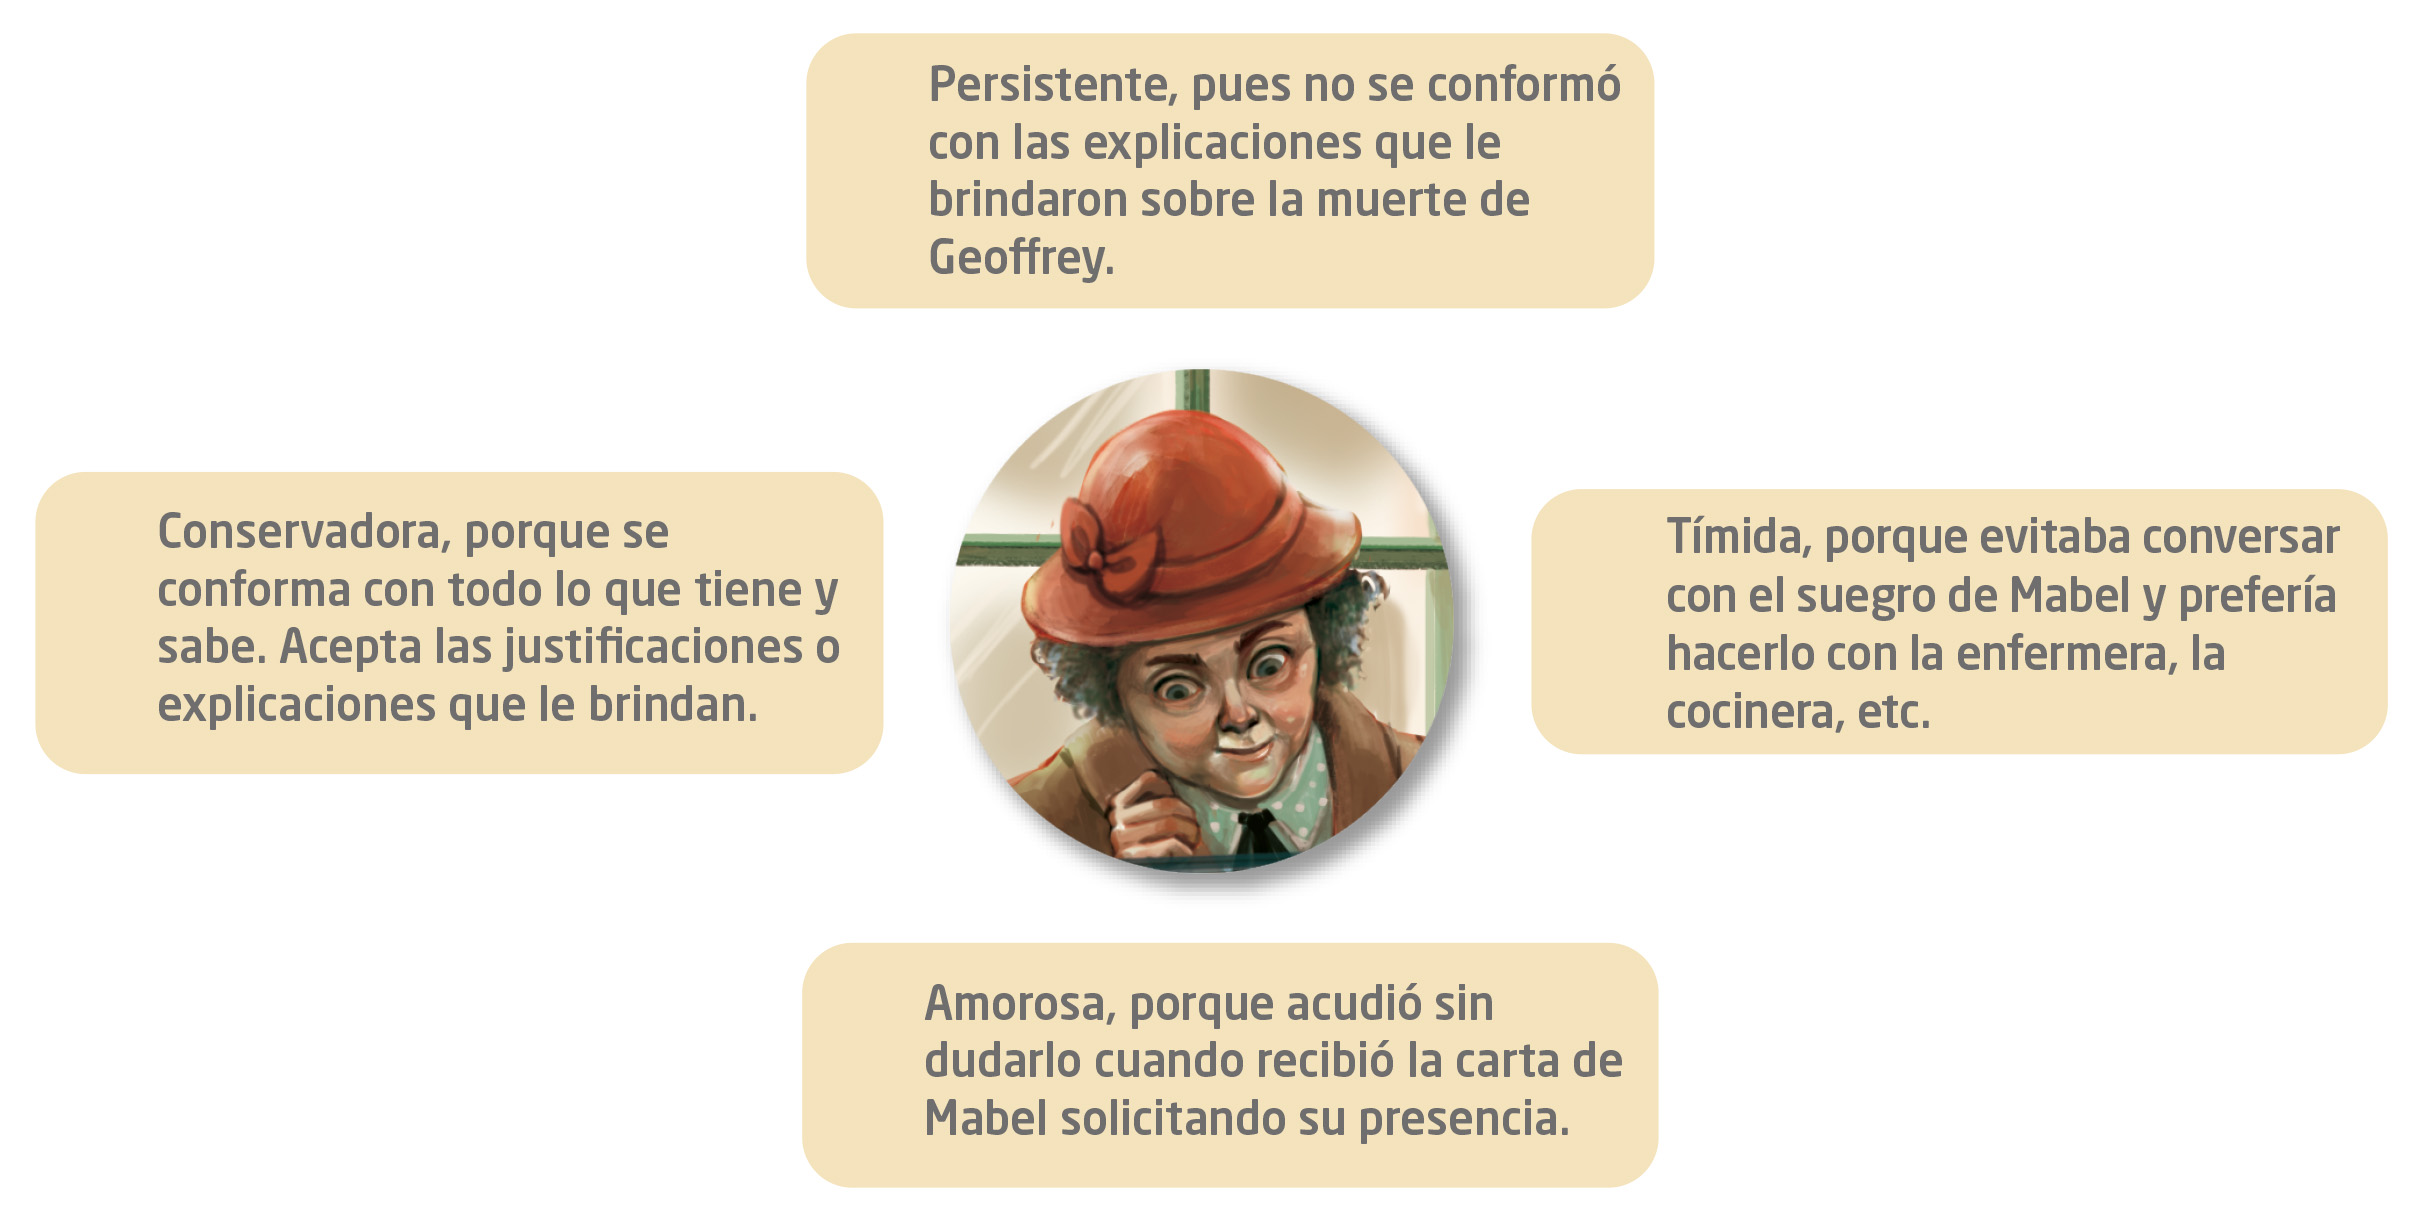 Persistente, pues no se conformó
con las explicaciones que le
brindaron sobre la muerte de
Geoffrey.
Conservadora, porque se
conforma con todo lo que tiene y
sabe. Acepta las justificaciones o
explicaciones que le brindan.
Tímida, porque evitaba conversar
con el suegro de Mabel y prefería
hacerlo con la enfermera, la
cocinera, etc.
Amorosa, porque acudió sin
dudarlo cuando recibió la carta de
Mabel solicitando su presencia.